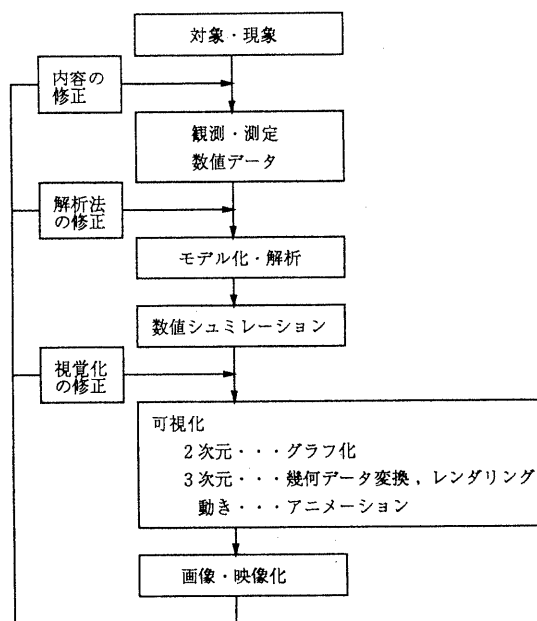 対象・現象
内容の
修正
観測・測定
数値データ
解析法
の修正
モデル化・解析
数値シュミレーション
視覚化
の修正
可視化
2次元・・・グラフ化
3次元・・・幾何データ変換，レンダリング
動き・・・アニメーション
画像・映像化